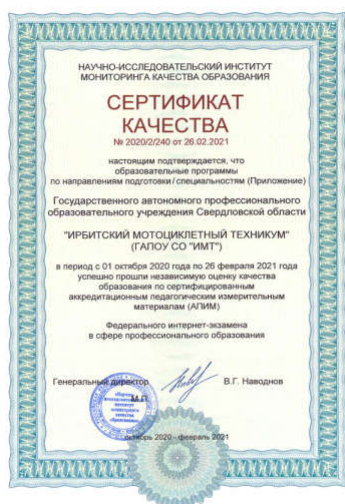 НАУЧНО-ИССЛЕДОВАТЕЛЬСКИЙ ИНСТИТУТ
МОНИТОРИНГА КАЧЕСТВА ОБРАЗОВАНИЯ
СЕРТИФИКАТ
КАЧЕСТВА
№ 2020/2/240 от 26.02.2021
настоящим подтверждается, что
образовательные программы
по направлениям подготовки/специальностям (Приложение)
Государственного автономного профессионального
образовательного учреждения Свердловской области
"ИРБИТСКИЙ МОТОЦИКЛЕТНЫЙ ТЕХНИКУМ"
(ГАПОУ СО "ИМТ")
в период с 01 октября 2020 года по 26 февраля 2021 года
успешно прошли независимую оценку качества
образования по сертифицированным
аккредитационным педагогическим измерительным
материалам (АПИМ)
Федерального интернет-экзамена
в сфере профессионального образования
Генеральный директор В.Г. Наводнов
М.П.
октябрь 2020 - февраль 2021